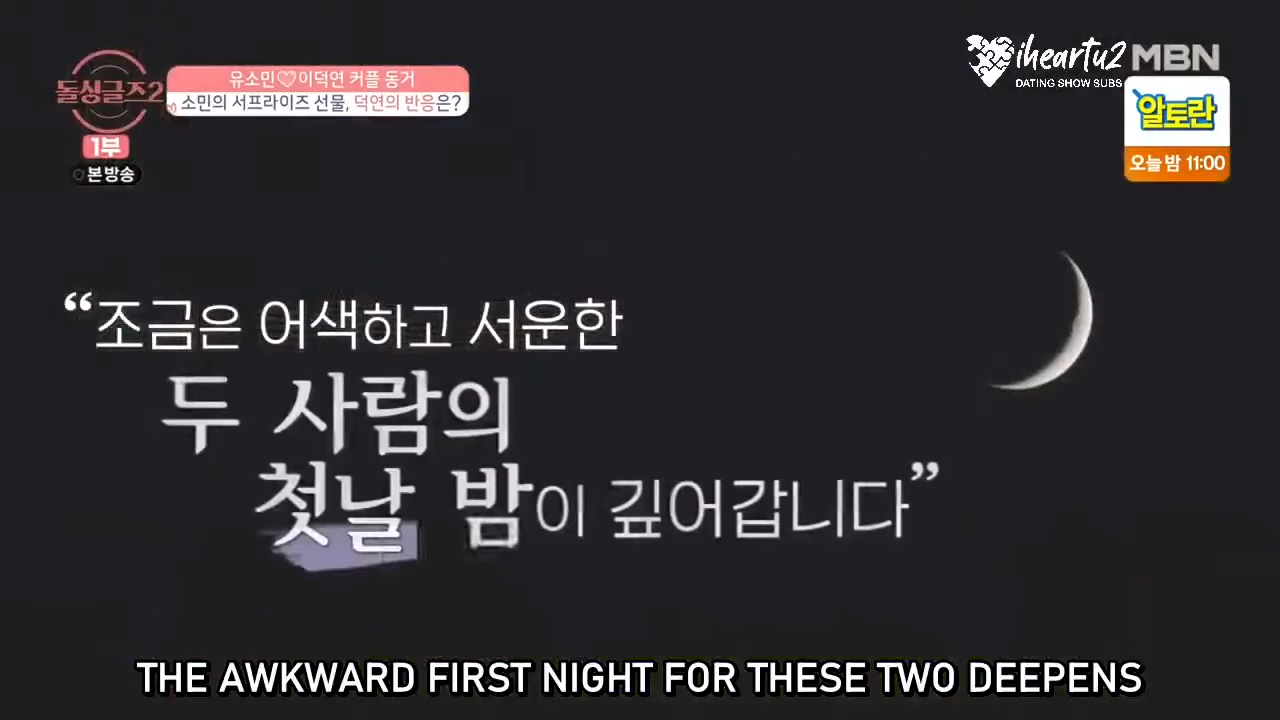 유소민♡이덕연 커플 동거
소민의 서프라이즈 선물, 덕연의 반응은?
돌싱글즈2
1부
본방송
iheartu2
DATING SHOW SUBS
MBN
알토란
오늘밤 11:00
“조금은 어색하고 서운한
두 사람의
첫날 밤이 깊어갑니다”
THE AWKWARD FIRST NIGHT FOR THESE TWO DEEPENS